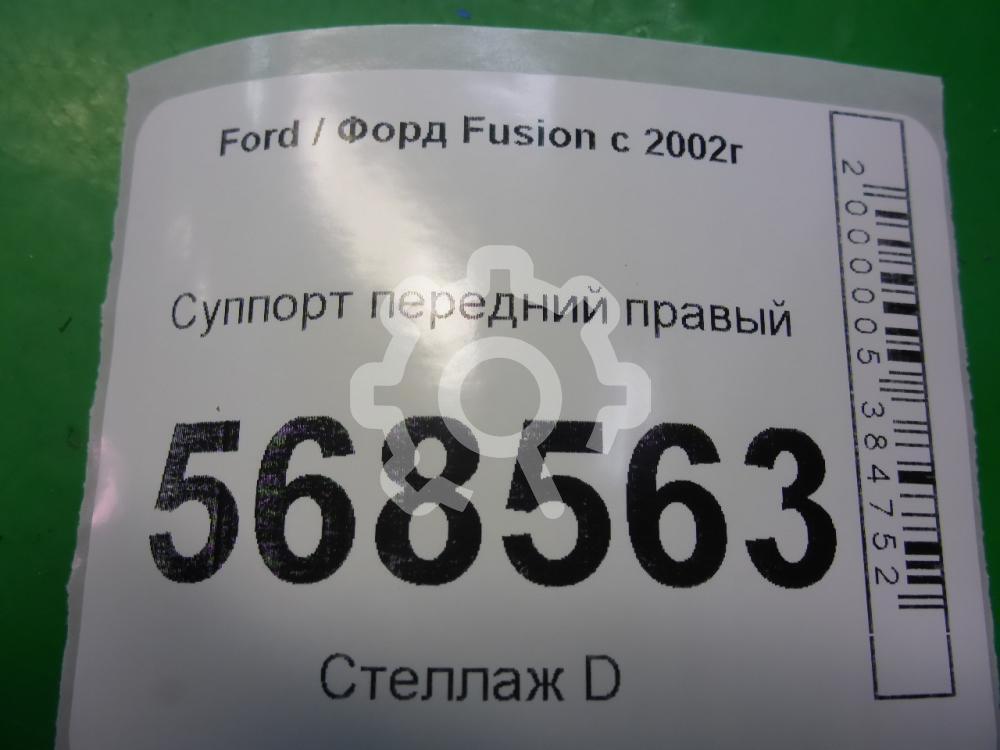 Ford / Форд Fusion с 2002г
Суппорт передний правый
568563
Стеллаж D
2000005384752